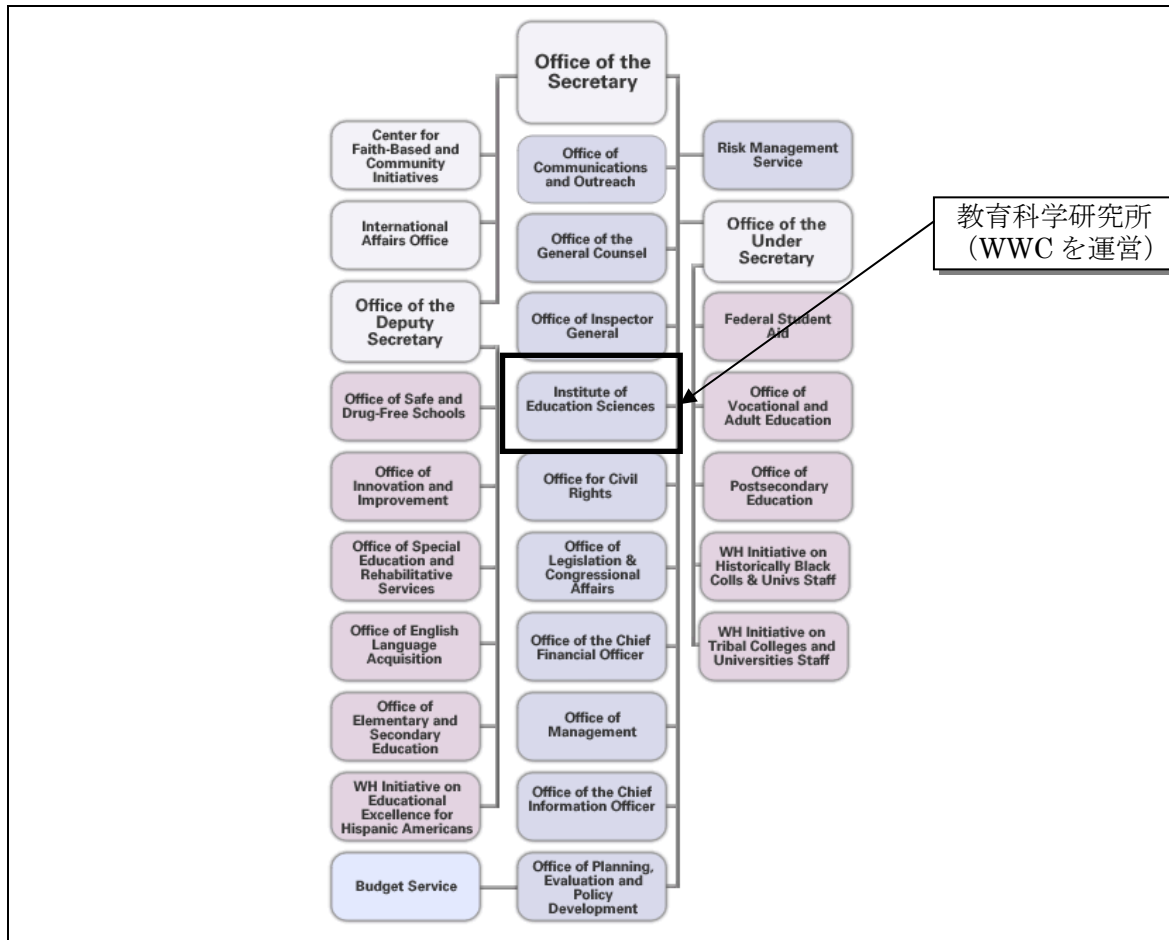 Office of the
Secretary
Center for
Faith-Based and
Community
Initiatives
Office of
Communications
and Outreach
Risk Management
Service
International
Affairs Office
Office of the
General Counsel
Office of the
Under
Secretary
教育科学研究所
（WWC を運営）
Office of the
Deputy
Secretary
Office of Inspector
General
Federal Student
Aid
Office of Safe and
Drug-Free Schools
Institute of
Education Sciences
Office of
Vocational and
Adult Education
Office of
Innovation and
Improvement
Office for Civil
Rights
Office of
Postsecondary
Education
Office of Special
Education and
Rehabilitative
Services
Office of
Legislation &
Congressional
Affairs
WH Initiative on
Historically Black
Colls & Univs Staff
Office of English
Language
Acquisition
Office of the Chief
Financial Officer
WH Initiative on
Tribal Colleges and
Universities Staff
Office of
Elementary and
Secondary
Education
Office of
Management
WH Initiative on
Educational
Excellence for
Hispanic Americans
Office of the Chief
Information Officer
Budget Service
Office of Planning,
Evaluation and
Policy
Development